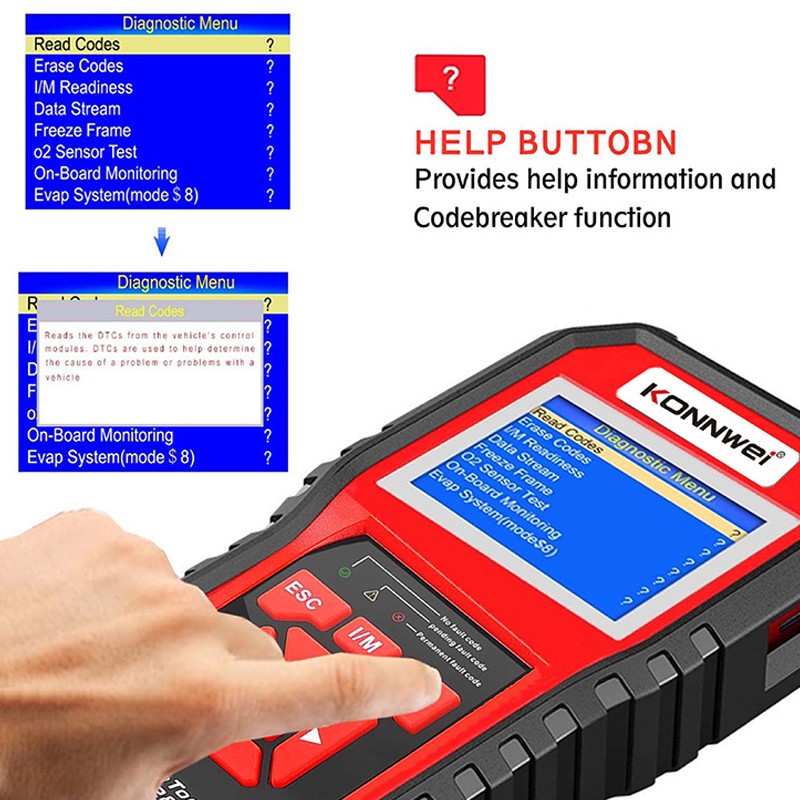 Diagnostic Menu
Read Codes ?
Erase Codes ?
I/M Readiness ?
Data Stream ?
Freeze Frame ?
o2 Sensor Test ?
On-Board Monitoring ?
Evap System(mode $ 8) ?
?
HELP BUTTOBN
Provides help information and
Codebreaker function
Diagnostic Menu
?
Read Codes
Reads the DTCs from the vehicle's control
modules. DTCs are used to help determine
the cause of a problem or problems with a
vehicle
E ?
I/ ?
D ?
F ?
o ?
On-Board Monitoring ?
Evap System(mode $ 8) ?
KONNWEI®
Diagnostic Menu
Read Codes ?
Erase Codes ?
I/M Readiness ?
Data Stream ?
Freeze Frame ?
O2 Sensor Test ?
On-Board Monitoring ?
Evap System(mode$8) ?
ESC
I/M
No fault code
pending fault code
Permanent fault code